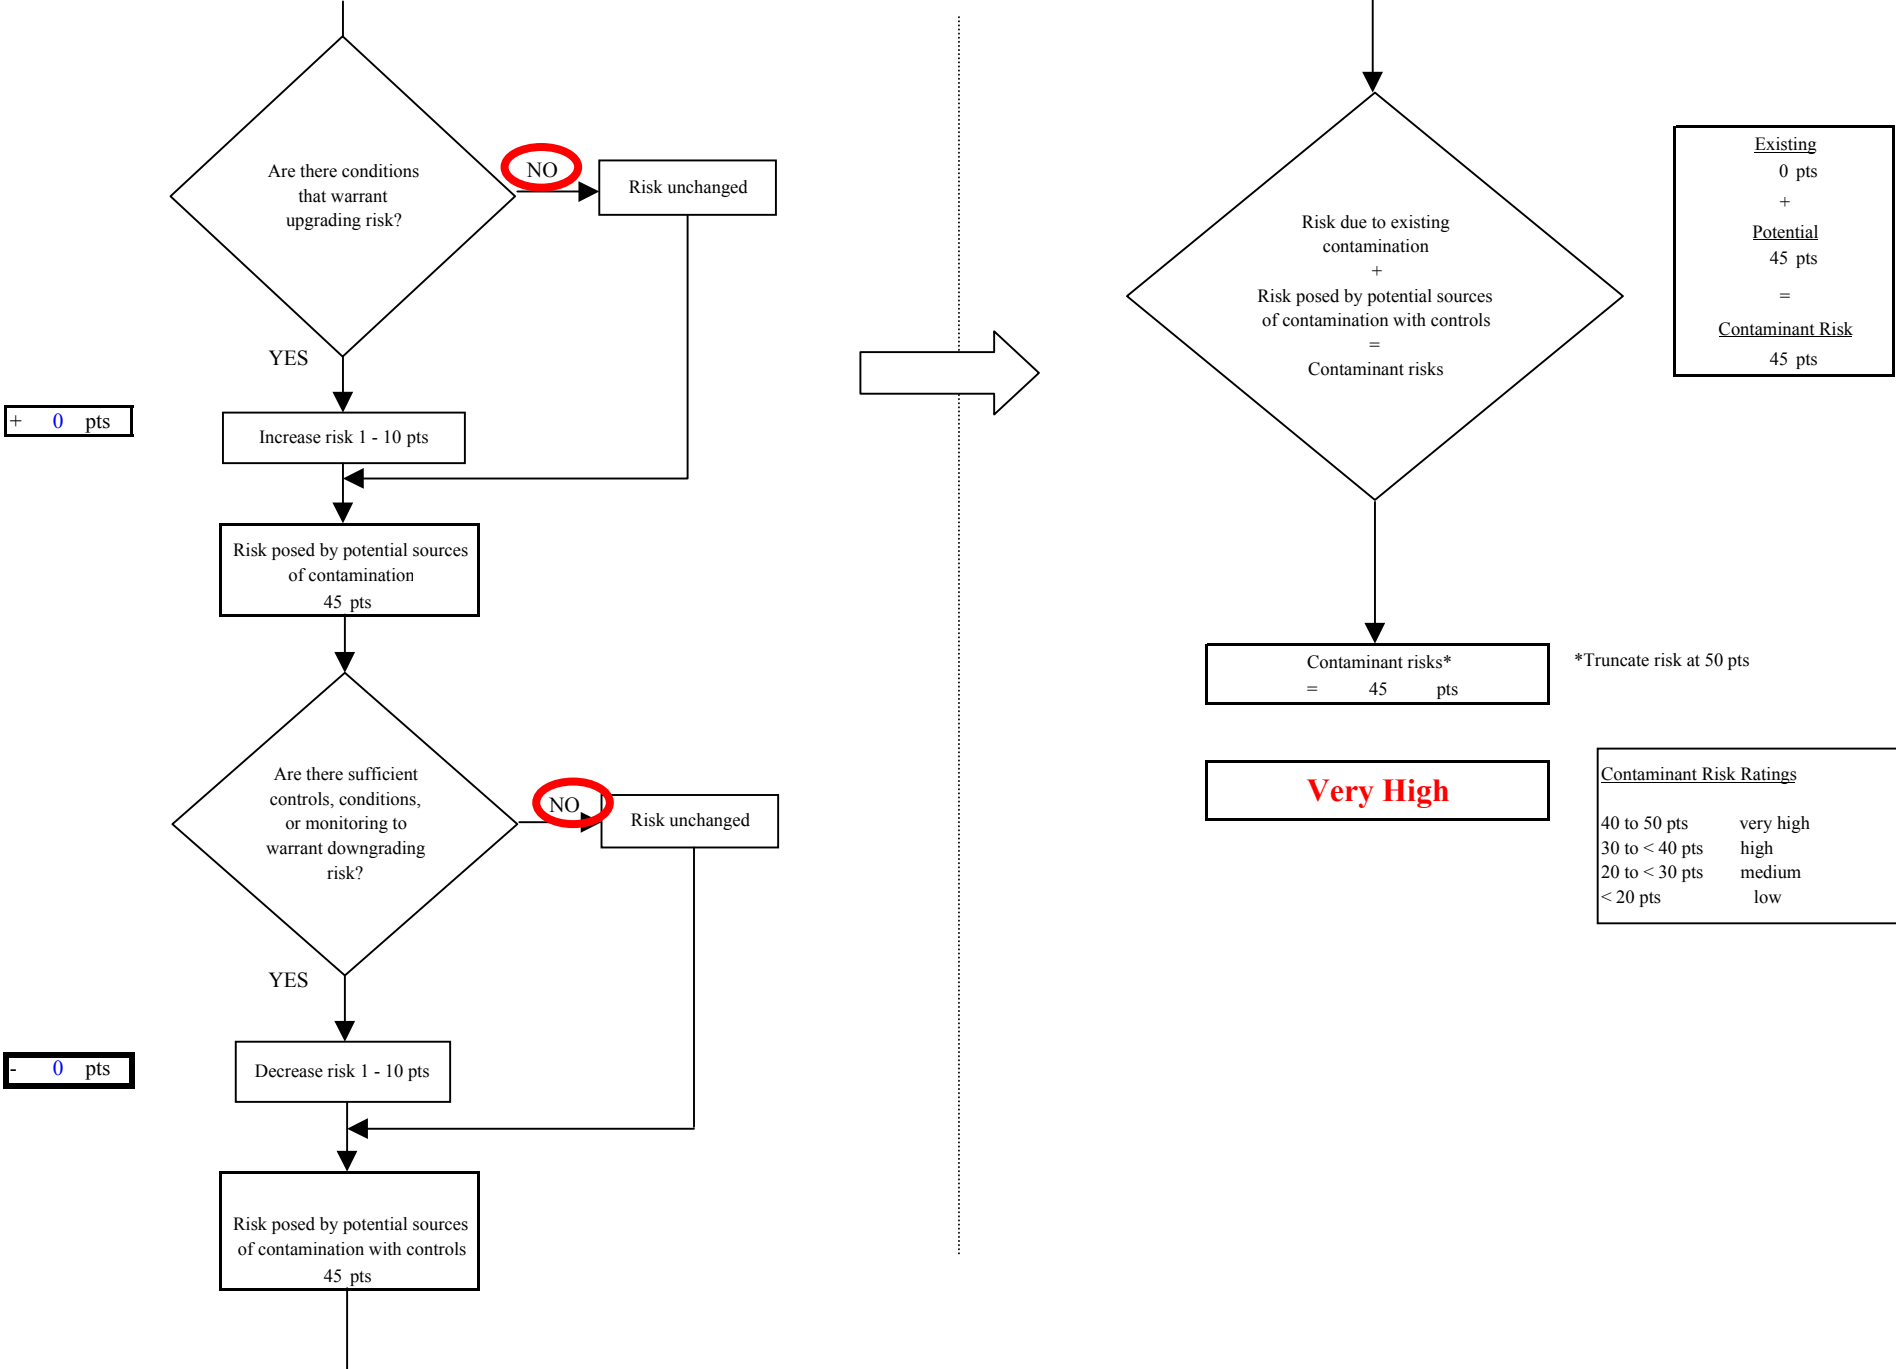 Are there conditions
that warrant
upgrading risk?
NO
Risk unchanged
YES
+ 0 pts
Increase risk 1 - 10 pts
Risk posed by potential sources
of contamination
45 pts
Are there sufficient
controls, conditions,
or monitoring to
warrant downgrading
risk?
NO
Risk unchanged
YES
- 0 pts
Decrease risk 1 - 10 pts
Risk posed by potential sources
of contamination with controls
45 pts
Risk due to existing
contamination
+
Risk posed by potential sources
of contamination with controls
=
Contaminant risks
Existing
0 pts
+
Potential
45 pts
=
Contaminant Risk
45 pts
Contaminant risks*
= 45 pts
*Truncate risk at 50 pts
Very High
Contaminant Risk Ratings
40 to 50 pts very high
30 to < 40 pts high
20 to < 30 pts medium
< 20 pts low